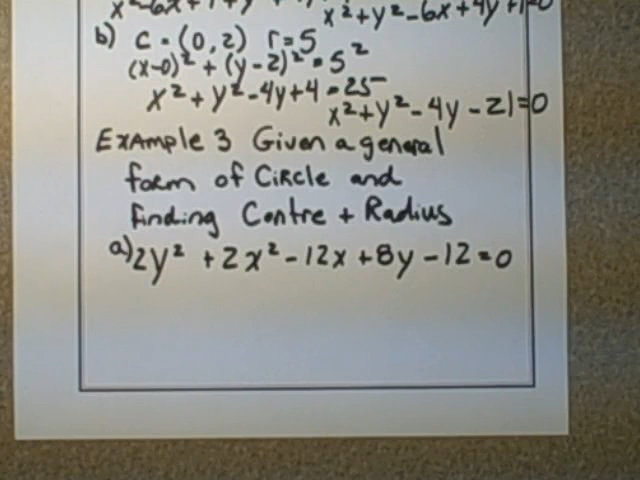 x² + y² - 6x + 4y + 1 = 0
b) C = (0, 2) r = 5
(x-0)² + (y-2)² = 5²
x² + y² - 4y + 4 = 25
x² + y² - 4y - 21 = 0
Example 3 Given a general
form of Circle and
finding Centre + Radius
a) 2y² + 2x² - 12x + 8y - 12 = 0